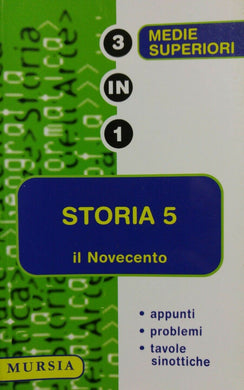 3
IN
1
MEDIE
SUPERIORI
STORIA 5
il Novecento
• appunti
• problemi
• tavole
sinottiche
MURSIA